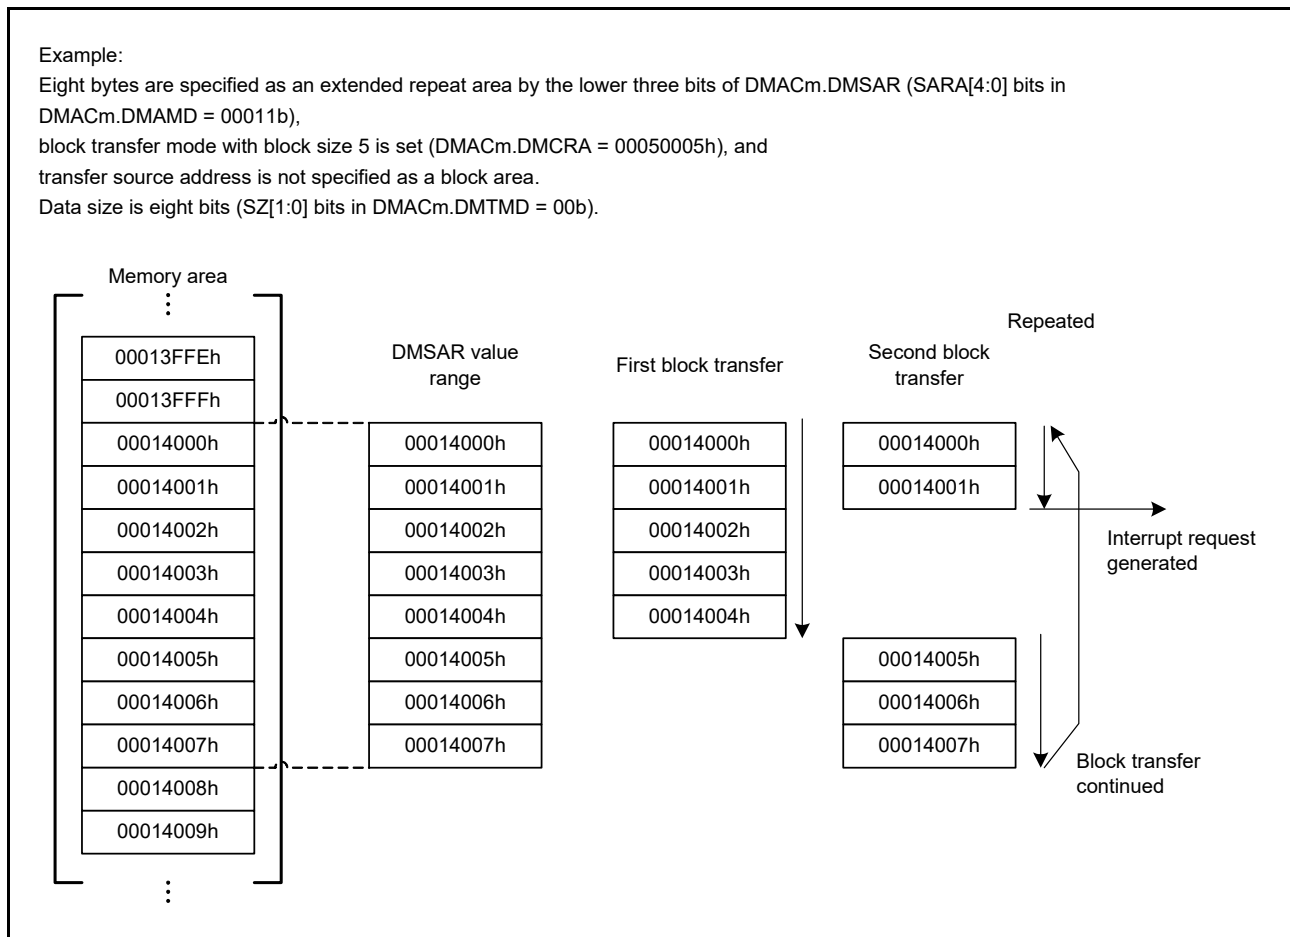 Example:
Eight bytes are specified as an extended repeat area by the lower three bits of DMACm.DMSAR (SARA[4:0] bits in
DMACm.DMAMD = 00011b),
block transfer mode with block size 5 is set (DMACm.DMCRA = 00050005h), and
transfer source address is not specified as a block area.
Data size is eight bits (SZ[1:0] bits in DMACm.DMTMD = 00b).
Memory area
00013FFEh
00013FFFh
00014000h
00014001h
00014002h
00014003h
00014004h
00014005h
00014006h
00014007h
00014008h
00014009h
DMSAR value
range
00014000h
00014001h
00014002h
00014003h
00014004h
00014005h
00014006h
00014007h
First block transfer
00014000h
00014001h
00014002h
00014003h
00014004h
Second block
transfer
00014000h
00014001h
00014005h
00014006h
00014007h
Repeated
Interrupt request
generated
Block transfer
continued